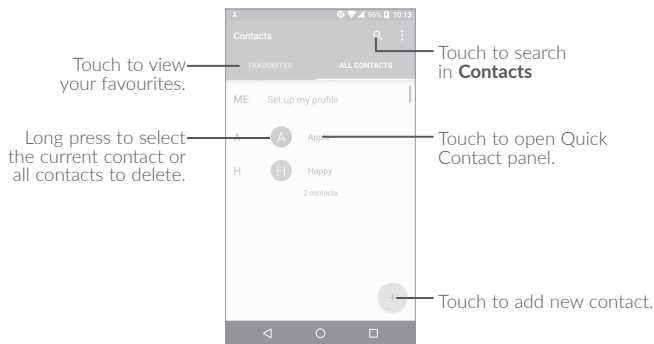 96% 10:13
Contacts
FAVOURITES ALL CONTACTS
ME Set up my profile
A A Apple
H H Happy
2 contacts
Touch to view
your favourites.
Long press to select
the current contact or
all contacts to delete.
Touch to search
in Contacts
Touch to open Quick
Contact panel.
Touch to add new contact.